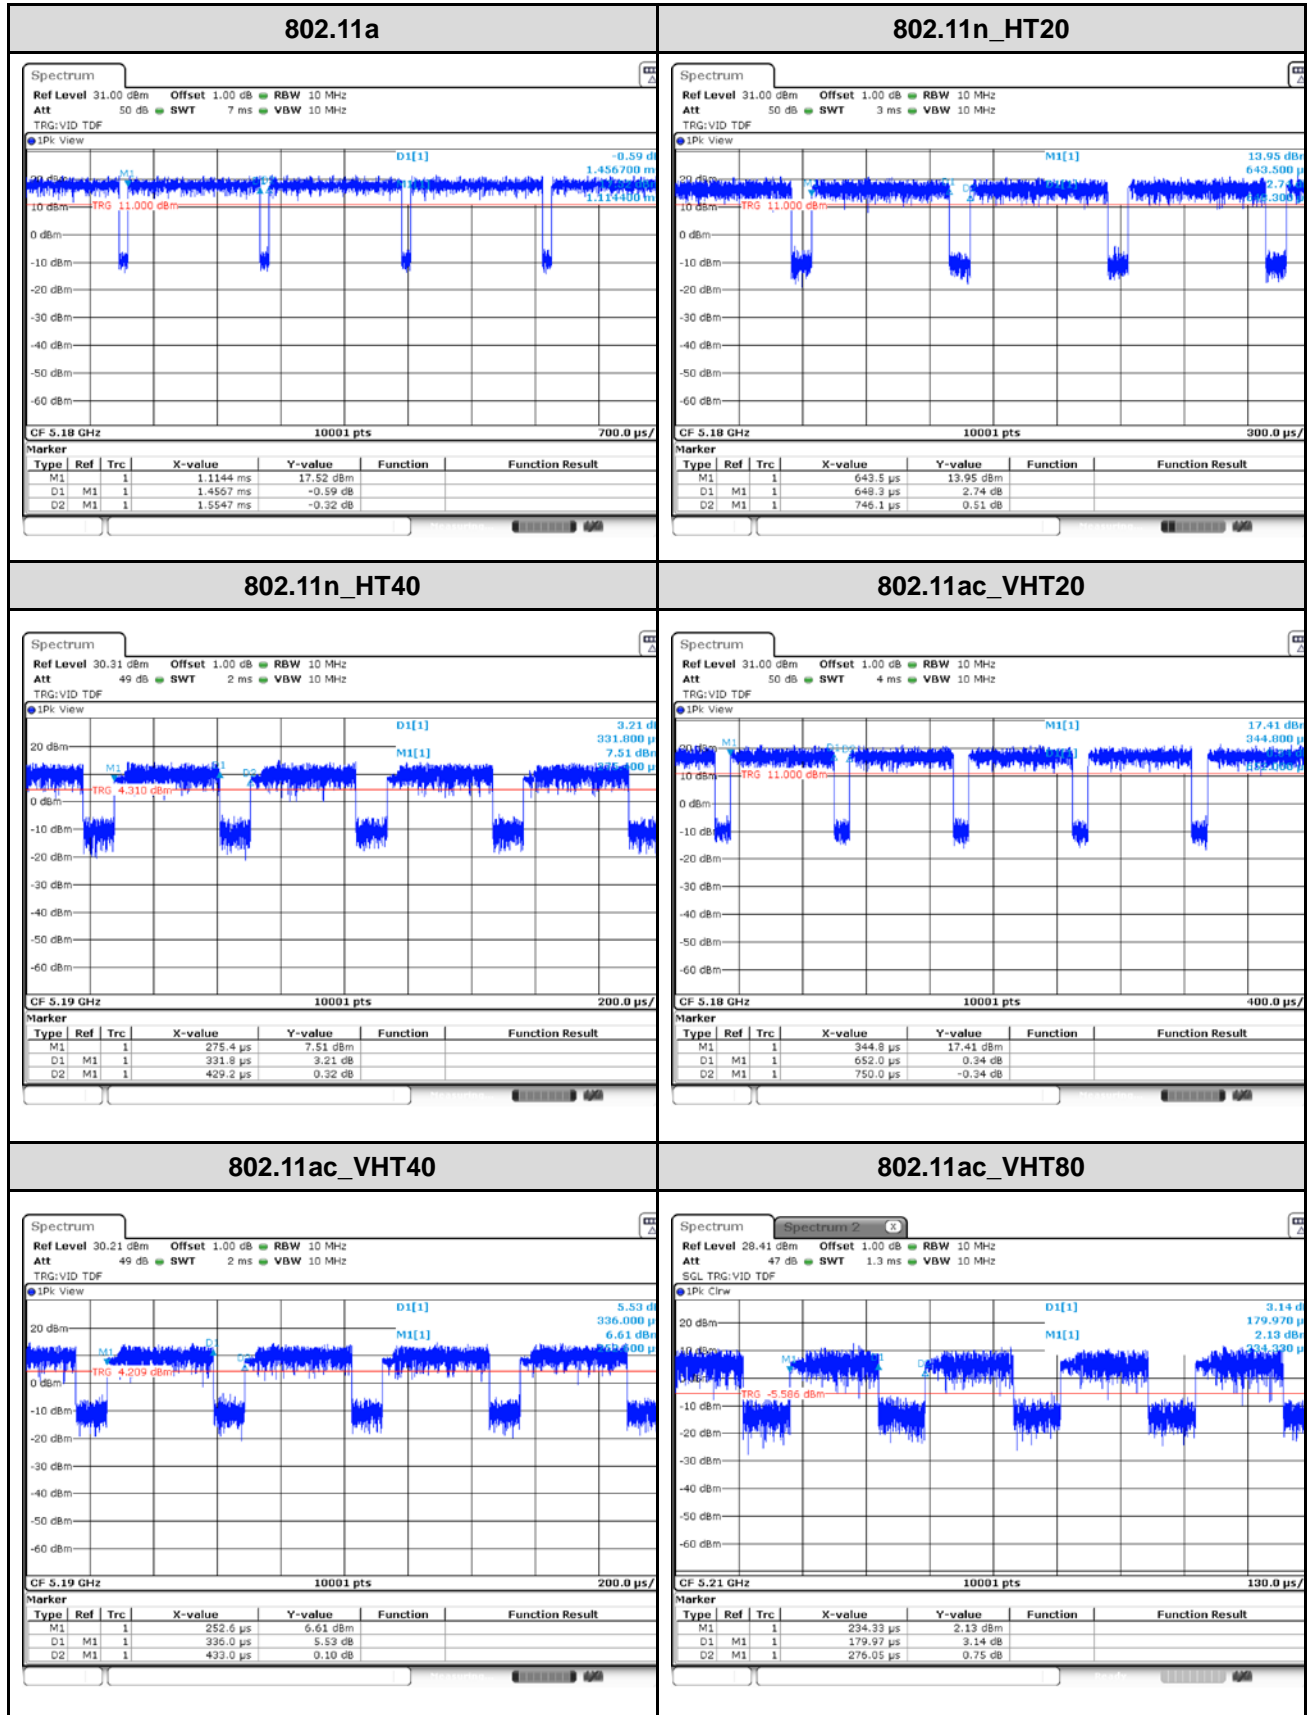 802.11a
Spectrum
Ref Level 31.00 dBm Offset 1.00 dB RBW 10 MHz
Att 50 dB SWT 7 ms VBW 10 MHz
TRG:VID TDF
1Pk View
D1[1] -0.59 d
1.456700 m
20 dBm
M1
1.114400 m
10 dBm
TRG 11.000 dBm
0 dBm
-10 dBm
-20 dBm
-30 dBm
-40 dBm
-50 dBm
-60 dBm
CF 5.18 GHz 10001 pts 700.0 µs/
Marker
Type Ref Trc X-value Y-value Function Function Result
M1 1 1.1144 ms 17.52 dBm
D1 M1 1 1.4567 ms -0.59 dB
D2 M1 1 1.5547 ms -0.32 dB
802.11n_HT20
Spectrum
Ref Level 31.00 dBm Offset 1.00 dB RBW 10 MHz
Att 50 dB SWT 3 ms VBW 10 MHz
TRG:VID TDF
1Pk View
M1[1] 13.95 dBm
643.500 µ
20 dBm
10 dBm
TRG 11.000 dBm
0 dBm
-10 dBm
-20 dBm
-30 dBm
-40 dBm
-50 dBm
-60 dBm
CF 5.18 GHz 10001 pts 300.0 µs/
Marker
Type Ref Trc X-value Y-value Function Function Result
M1 1 643.5 µs 13.95 dBm
D1 M1 1 648.3 µs 2.74 dB
D2 M1 1 746.1 µs 0.51 dB
802.11n_HT40
Spectrum
Ref Level 30.31 dBm Offset 1.00 dB RBW 10 MHz
Att 49 dB SWT 2 ms VBW 10 MHz
TRG:VID TDF
1Pk View
D1[1] 3.21 d
331.800 µ
20 dBm
M1[1] 7.51 dBm
M1
D2
TRG 4.310 dBm
0 dBm
-10 dBm
-20 dBm
-30 dBm
-40 dBm
-50 dBm
-60 dBm
CF 5.19 GHz 10001 pts 200.0 µs/
Marker
Type Ref Trc X-value Y-value Function Function Result
M1 1 275.4 µs 7.51 dBm
D1 M1 1 331.8 µs 3.21 dB
D2 M1 1 429.2 µs 0.32 dB
802.11ac_VHT20
Spectrum
Ref Level 31.00 dBm Offset 1.00 dB RBW 10 MHz
Att 50 dB SWT 4 ms VBW 10 MHz
TRG:VID TDF
1Pk View
M1[1] 17.41 dBm
344.800 µ
M1
20 dBm
10 dBm
TRG 11.000 dBm
0 dBm
-10 dBm
-20 dBm
-30 dBm
-40 dBm
-50 dBm
-60 dBm
CF 5.18 GHz 10001 pts 400.0 µs/
Marker
Type Ref Trc X-value Y-value Function Function Result
M1 1 344.8 µs 17.41 dBm
D1 M1 1 652.0 µs 0.34 dB
D2 M1 1 750.0 µs -0.34 dB
802.11ac_VHT40
Spectrum
Ref Level 30.21 dBm Offset 1.00 dB RBW 10 MHz
Att 49 dB SWT 2 ms VBW 10 MHz
TRG:VID TDF
1Pk View
D1[1] 5.53 d
336.000 µ
20 dBm
M1[1] 6.61 dBm
D1
M1
TRG 4.209 dBm
0 dBm
-10 dBm
-20 dBm
-30 dBm
-40 dBm
-50 dBm
-60 dBm
CF 5.19 GHz 10001 pts 200.0 µs/
Marker
Type Ref Trc X-value Y-value Function Function Result
M1 1 252.6 µs 6.61 dBm
D1 M1 1 336.0 µs 5.53 dB
D2 M1 1 433.0 µs 0.10 dB
802.11ac_VHT80
Spectrum Spectrum 2 X
Ref Level 28.41 dBm Offset 1.00 dB RBW 10 MHz
Att 47 dB SWT 1.3 ms VBW 10 MHz
SGL TRG:VID TDF
1Pk Clrw
D1[1] 3.14 d
179.970 µ
20 dBm
M1[1] 2.13 dBm
234.330 µ
M1
TRG -5.586 dBm
-10 dBm
-20 dBm
-30 dBm
-40 dBm
-50 dBm
-60 dBm
CF 5.21 GHz 10001 pts 130.0 µs/
Marker
Type Ref Trc X-value Y-value Function Function Result
M1 1 234.33 µs 2.13 dBm
D1 M1 1 179.97 µs 3.14 dB
D2 M1 1 276.05 µs 0.75 dB